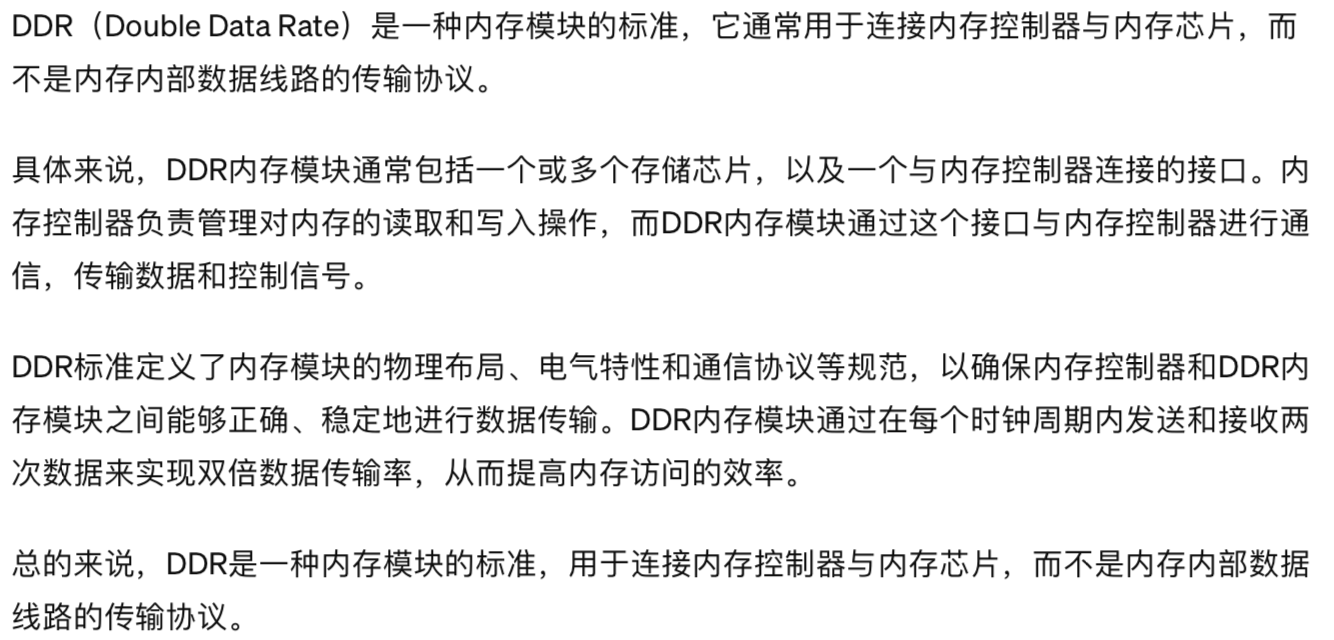 DDR（Double Data Rate）是一种内存模块的标准，它通常用于连接内存控制器与内存芯片，而
不是内存内部数据线路的传输协议。
具体来说，DDR内存模块通常包括一个或多个存储芯片，以及一个与内存控制器连接的接口。内
存控制器负责管理对内存的读取和写入操作，而DDR内存模块通过这个接口与内存控制器进行通
信，传输数据和控制信号。
DDR标准定义了内存模块的物理布局、电气特性和通信协议等规范，以确保内存控制器和DDR内
存模块之间能够正确、稳定地进行数据传输。DDR内存模块通过在每个时钟周期内发送和接收两
次数据来实现双倍数据传输率，从而提高内存访问的效率。
总的来说，DDR是一种内存模块的标准，用于连接内存控制器与内存芯片，而不是内存内部数据
线路的传输协议。